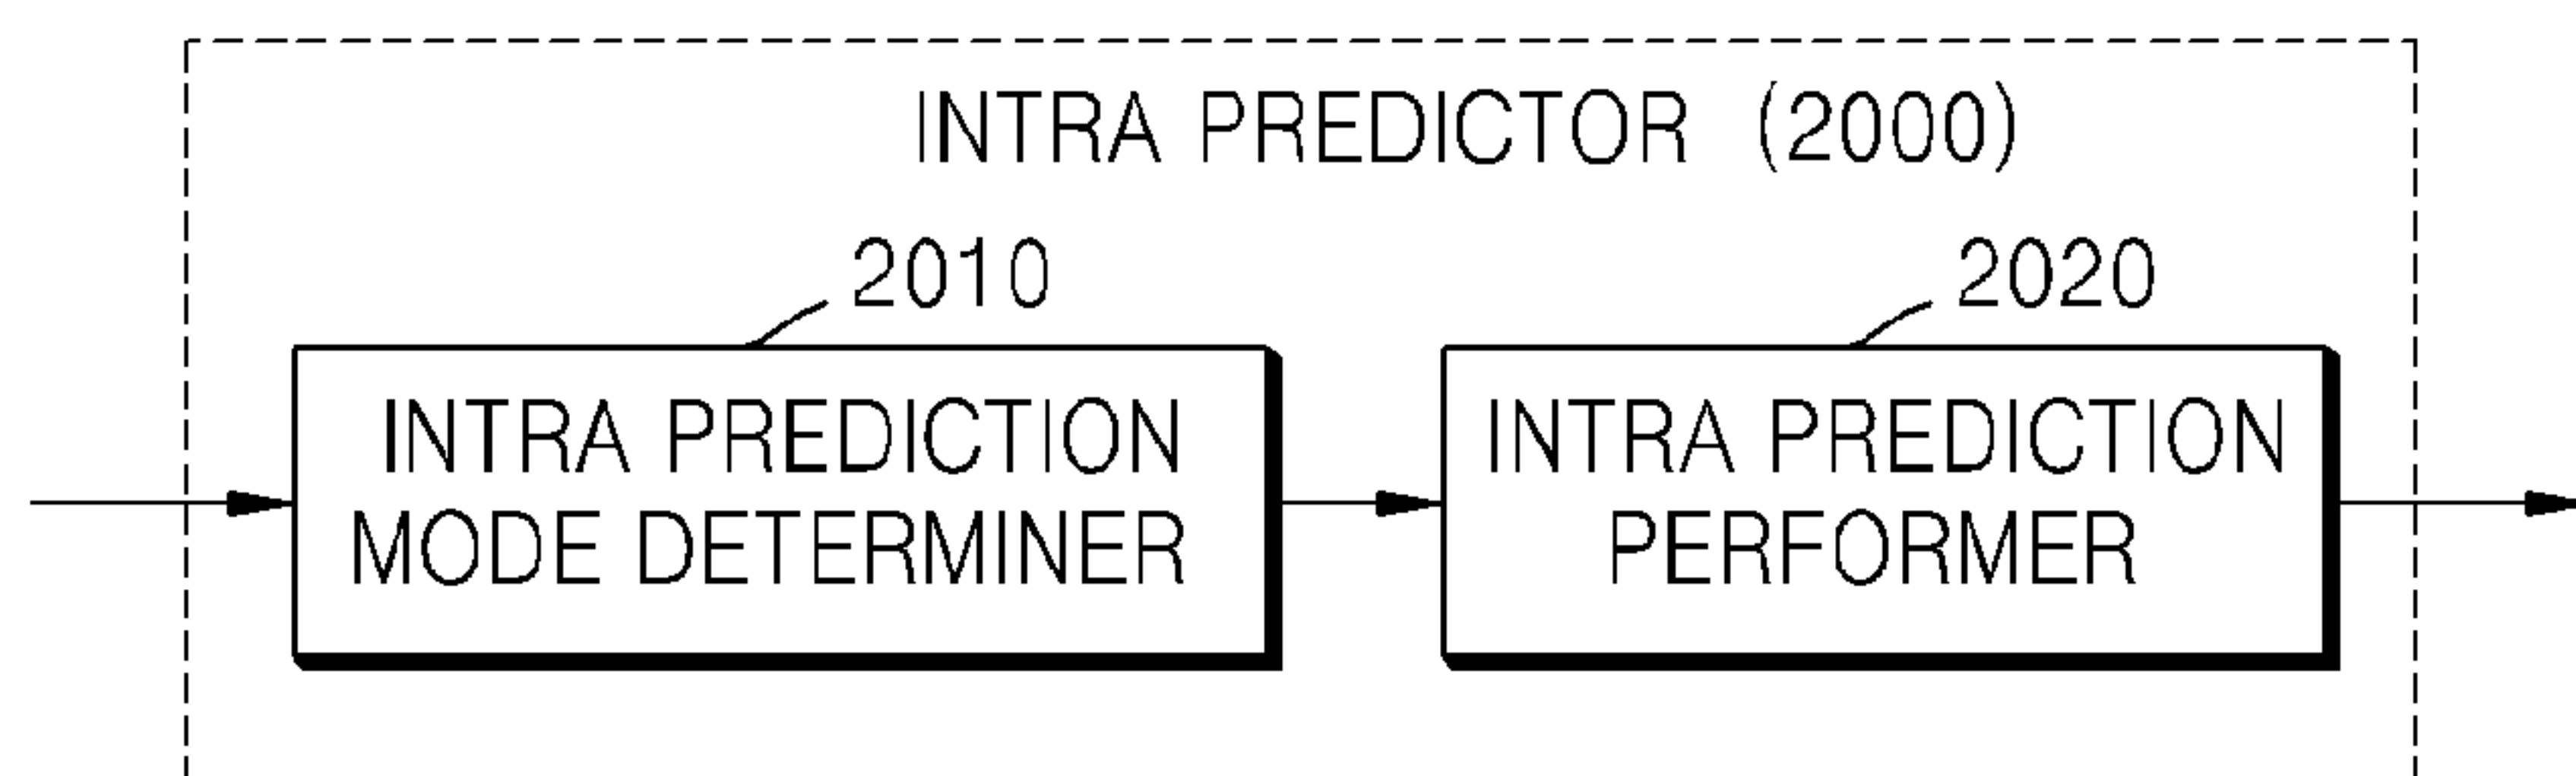 INTRA PREDICTOR (2000)
2010
2020
INTRA PREDICTION
MODE DETERMINER
INTRA PREDICTION
PERFORMER